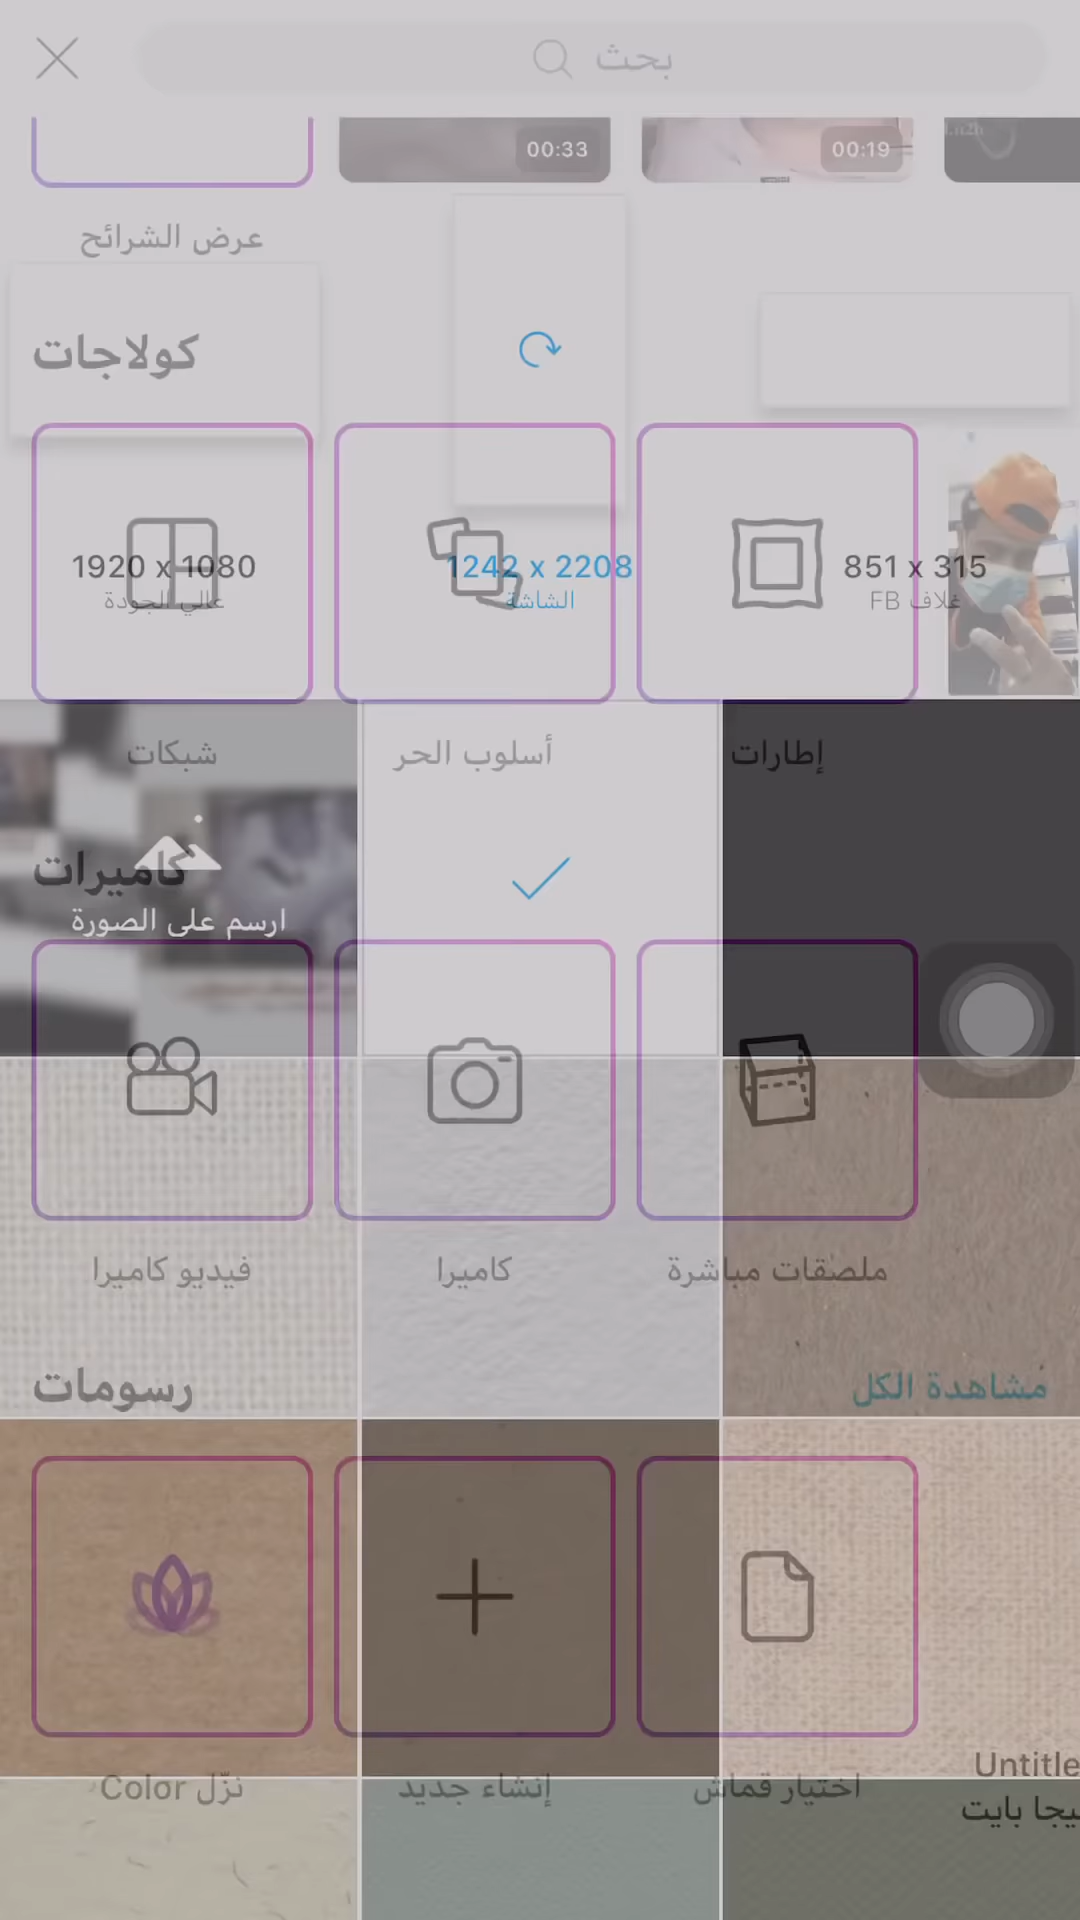 بحث
00:33
00:19
Ln2h
عرض الشرائح
كولاجات
1920 x 1080
عالي الجودة
1242 x 2208
الشاشة
851 x 315
غلاف FB
شبكات
أسلوب الحر
إطارات
كاميرات
ارسم على الصورة
فيديو كاميرا
كاميرا
ملصقات مباشرة
رسومات
مشاهدة الكل
نزّل Color
إنشاء جديد
اختيار قماش
Untitle
يجا بايت